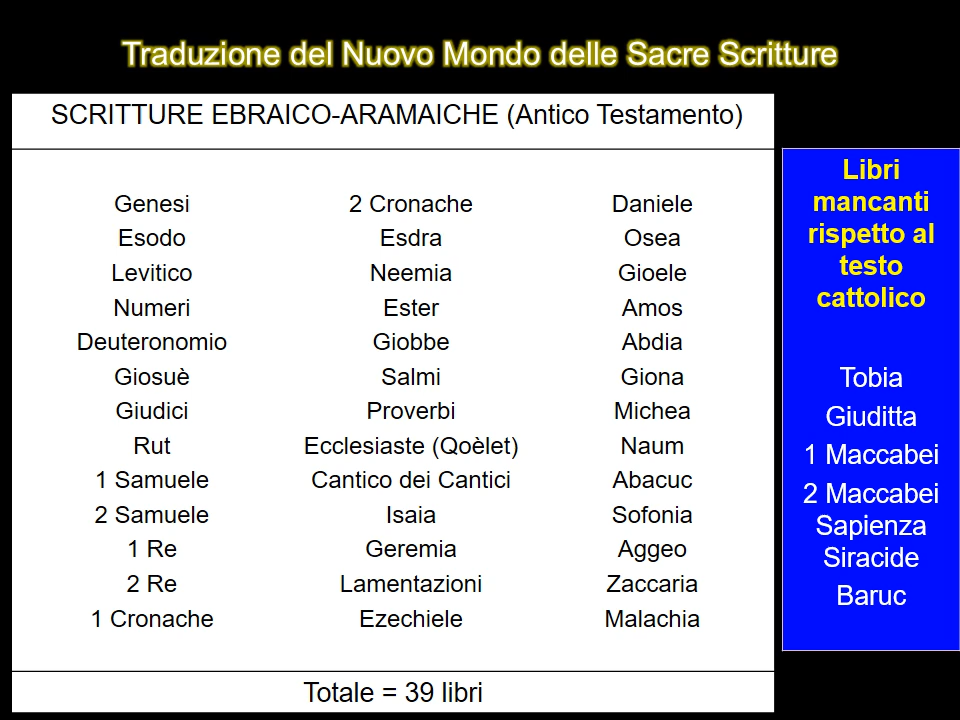 Traduzione del Nuovo Mondo delle Sacre Scritture
SCRITTURE EBRAICO-ARAMAICHE (Antico Testamento)
Genesi
Esodo
Levitico
Numeri
Deuteronomio
Giosuè
Giudici
Rut
1 Samuele
2 Samuele
1 Re
2 Re
1 Cronache
2 Cronache
Esdra
Neemia
Ester
Giobbe
Salmi
Proverbi
Ecclesiaste (Qoèlet)
Cantico dei Cantici
Isaia
Geremia
Lamentazioni
Ezechiele
Daniele
Osea
Gioele
Amos
Abdia
Giona
Michea
Naum
Abacuc
Sofonia
Aggeo
Zaccaria
Malachia
Totale = 39 libri
Libri
mancanti
rispetto al
testo
cattolico
Tobia
Giuditta
1 Maccabei
2 Maccabei
Sapienza
Siracide
Baruc